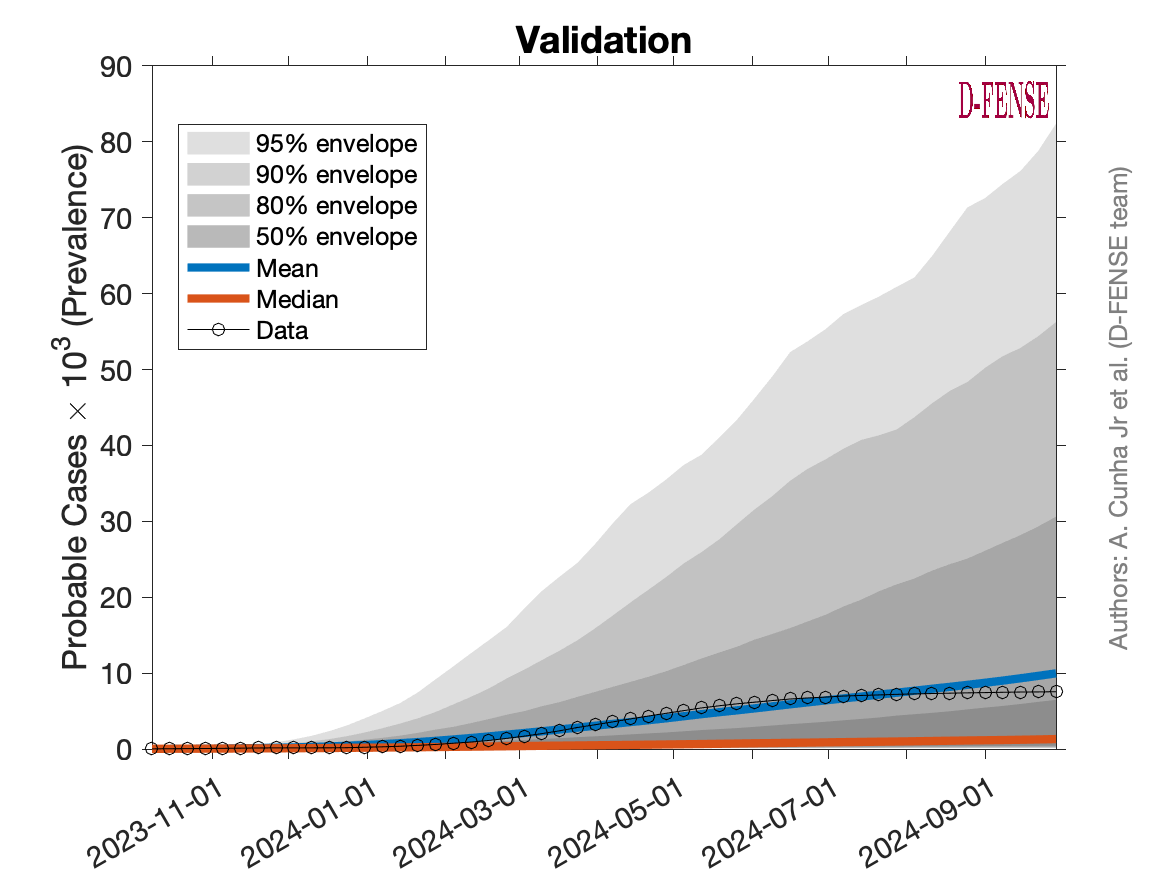 Validation
D-FENSE
95% envelope
90% envelope
80% envelope
50% envelope
Mean
Median
Data
90
80
70
60
50
40
30
20
10
0
Probable Cases × 10³ (Prevalence)
2023-11-01
2024-01-01
2024-03-01
2024-05-01
2024-07-01
2024-09-01
Authors: A. Cunha Jr et al. (D-FENSE team)